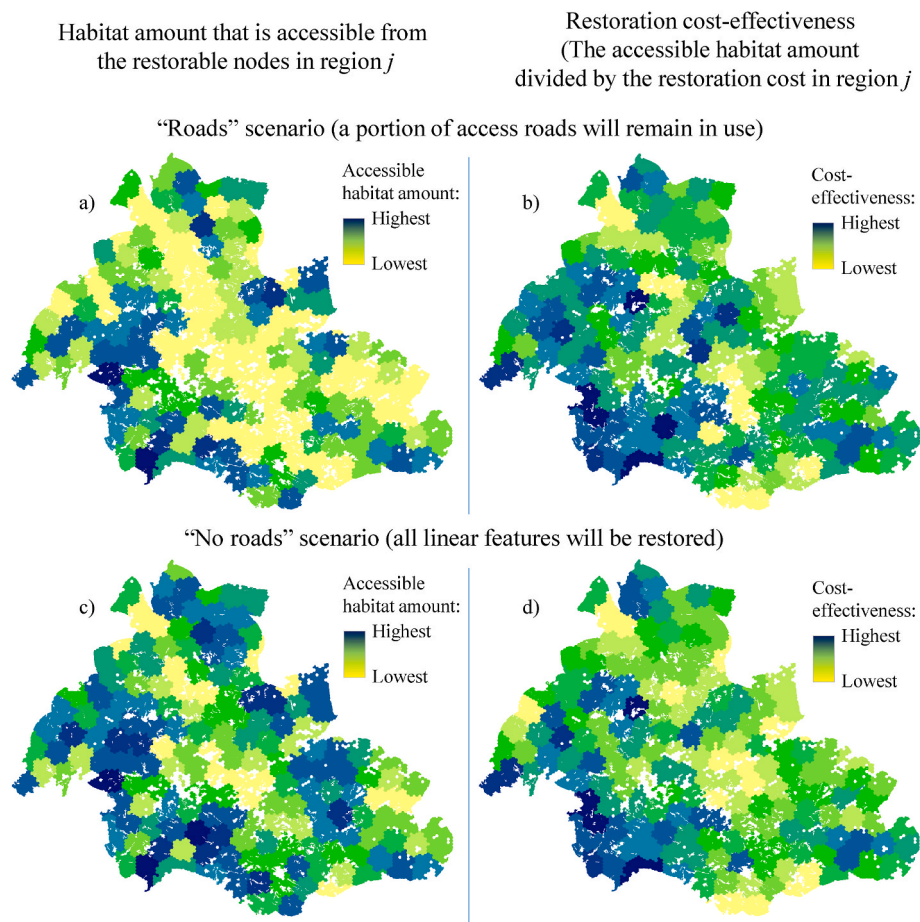 Habitat amount that is accessible from
the restorable nodes in region j
Restoration cost-effectiveness
(The accessible habitat amount
divided by the restoration cost in region j
“Roads” scenario (a portion of access roads will remain in use)
a)
Accessible
habitat amount:
Highest
Lowest
b)
Cost-
effectiveness:
Highest
Lowest
“No roads” scenario (all linear features will be restored)
c)
Accessible
habitat amount:
Highest
Lowest
d)
Cost-
effectiveness:
Highest
Lowest